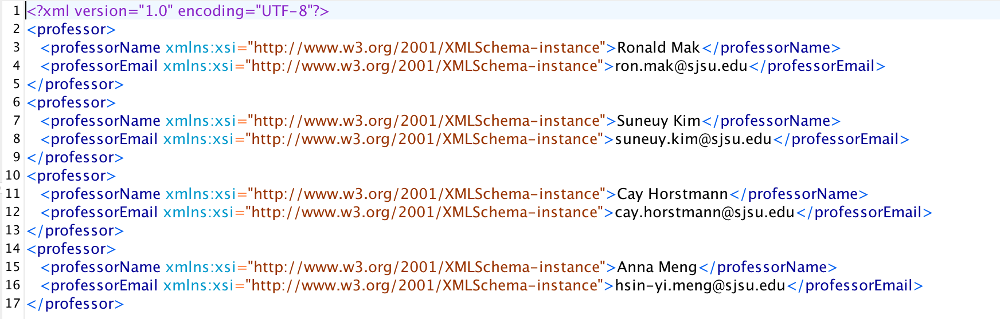 1 <?xml version="1.0" encoding="UTF-8"?>
2 <professor>
3 <professorName xmlns:xsi="http://www.w3.org/2001/XMLSchema-instance">Ronald Mak</professorName>
4 <professorEmail xmlns:xsi="http://www.w3.org/2001/XMLSchema-instance">ron.mak@sjsu.edu</professorEmail>
5 </professor>
6 <professor>
7 <professorName xmlns:xsi="http://www.w3.org/2001/XMLSchema-instance">Suneuy Kim</professorName>
8 <professorEmail xmlns:xsi="http://www.w3.org/2001/XMLSchema-instance">suneuy.kim@sjsu.edu</professorEmail>
9 </professor>
10 <professor>
11 <professorName xmlns:xsi="http://www.w3.org/2001/XMLSchema-instance">Cay Horstmann</professorName>
12 <professorEmail xmlns:xsi="http://www.w3.org/2001/XMLSchema-instance">cay.horstmann@sjsu.edu</professorEmail>
13 </professor>
14 <professor>
15 <professorName xmlns:xsi="http://www.w3.org/2001/XMLSchema-instance">Anna Meng</professorName>
16 <professorEmail xmlns:xsi="http://www.w3.org/2001/XMLSchema-instance">hsin-yi.meng@sjsu.edu</professorEmail>
17 </professor>